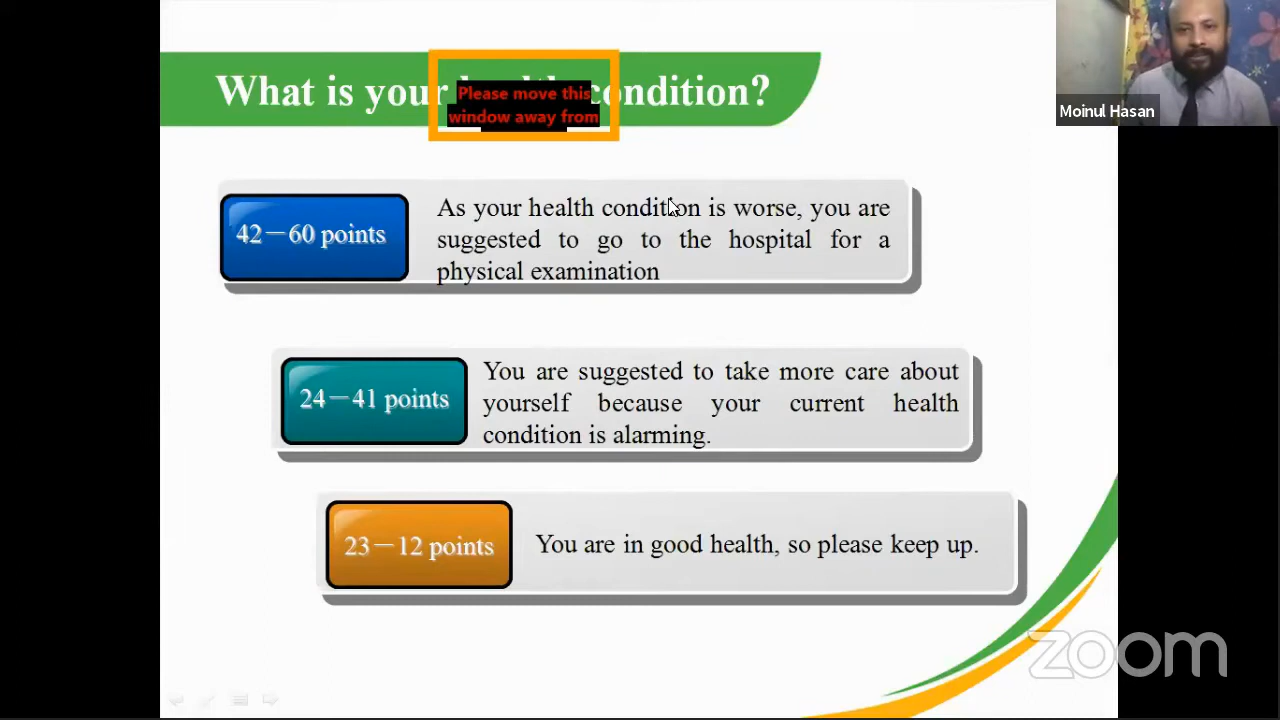 What is your condition?
Please move this
window away from
Moinul Hasan
42—60 points
As your health condition is worse, you are
suggested to go to the hospital for a
physical examination
24—41 points
You are suggested to take more care about
yourself because your current health
condition is alarming.
23—12 points
You are in good health, so please keep up.
zoom